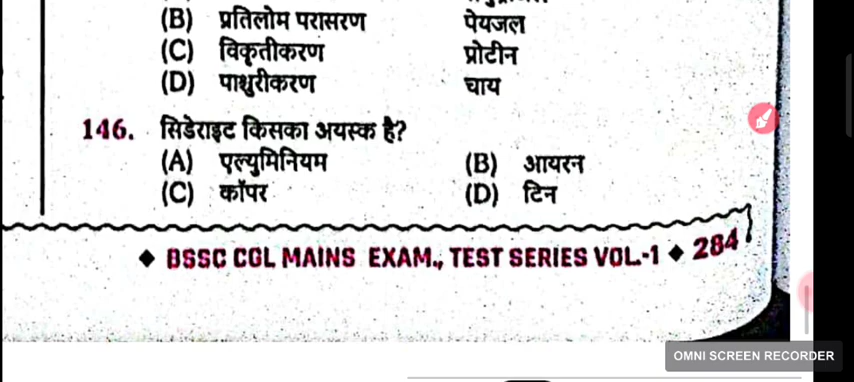 (B) प्रतिलोम परासरण पेयजल
(C) विकृतीकरण प्रोटीन
(D) पाश्चुरीकरण चाय
146. सिडेराइट किसका अयस्क है?
(A) एल्युमिनियम (B) आयरन
(C) कॉपर (D) टिन
◆ BSSC CGL MAINS EXAM., TEST SERIES VOL.-1 ◆ 284
OMNI SCREEN RECORDER